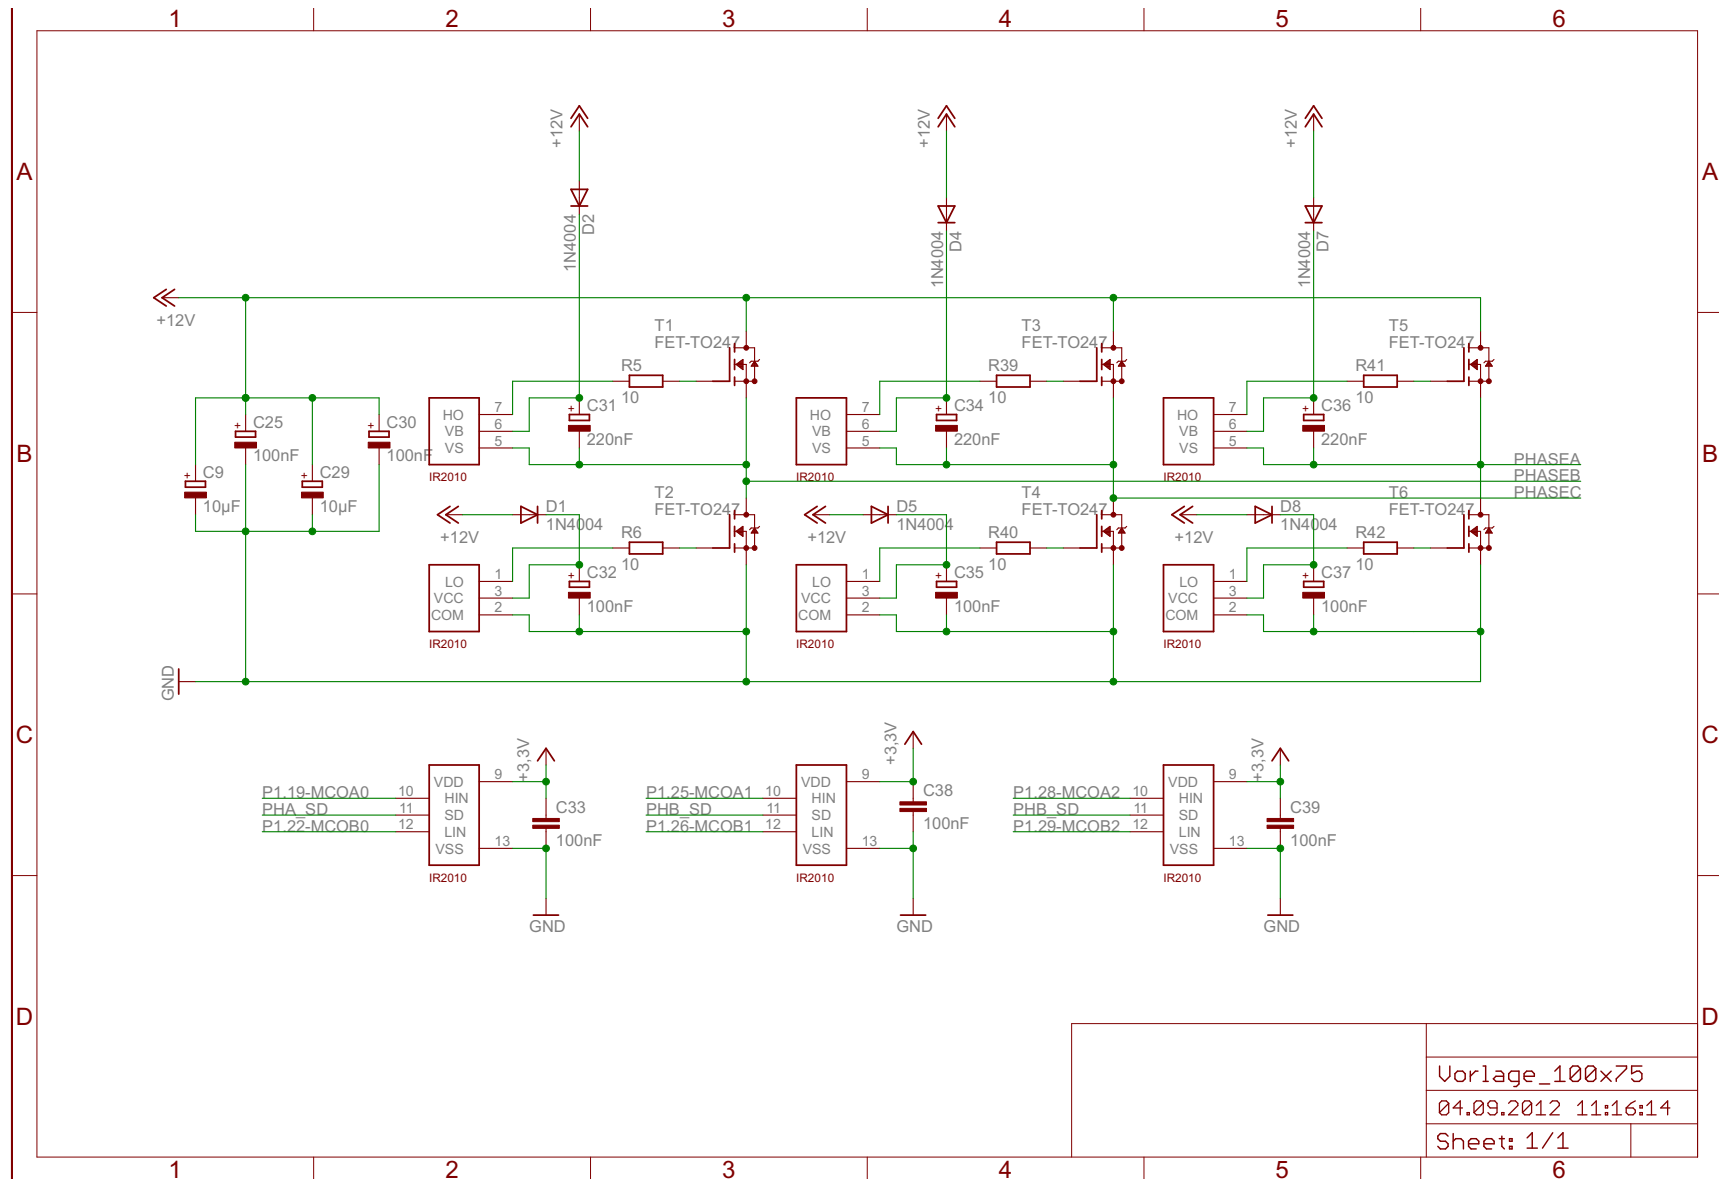 1 2 3 4 5 6
A A
+12V +12V +12V
1N4004 D2 1N4004 D4 1N4004 D7
+12V
T1 T3 T5
FET-TO247 FET-TO247 FET-TO247
R5 R39 R41
10 10 10
C31 C34 C36
220nF 220nF 220nF
HO 7 HO 7 HO 7
VB 6 VB 6 VB 6
VS 5 VS 5 VS 5
IR2010 IR2010 IR2010
C25 C30
100nF 100nF
C9 C29
10µF 10µF
B B
PHASEA
PHASEB
PHASEC
T2 T4 T6
FET-TO247 FET-TO247 FET-TO247
D1 D5 D8
1N4004 1N4004 1N4004
+12V +12V +12V
R6 R40 R42
10 10 10
C32 C35 C37
100nF 100nF 100nF
LO 1 LO 1 LO 1
VCC 3 VCC 3 VCC 3
COM 2 COM 2 COM 2
IR2010 IR2010 IR2010
GND
C C
+3,3V +3,3V +3,3V
VDD 9 VDD 9 VDD 9
P1.19-MCOA0 10 HIN P1.25-MCOA1 10 HIN P1.28-MCOA2 10 HIN
PHA_SD 11 SD PHB_SD 11 SD PHB_SD 11 SD
P1.22-MCOB0 12 LIN P1.26-MCOB1 12 LIN P1.29-MCOB2 12 LIN
VSS 13 VSS 13 VSS 13
C33 C38 C39
100nF 100nF 100nF
IR2010 IR2010 IR2010
GND GND GND
D D
Vorlage_100x75
04.09.2012 11:16:14
Sheet: 1/1
1 2 3 4 5 6